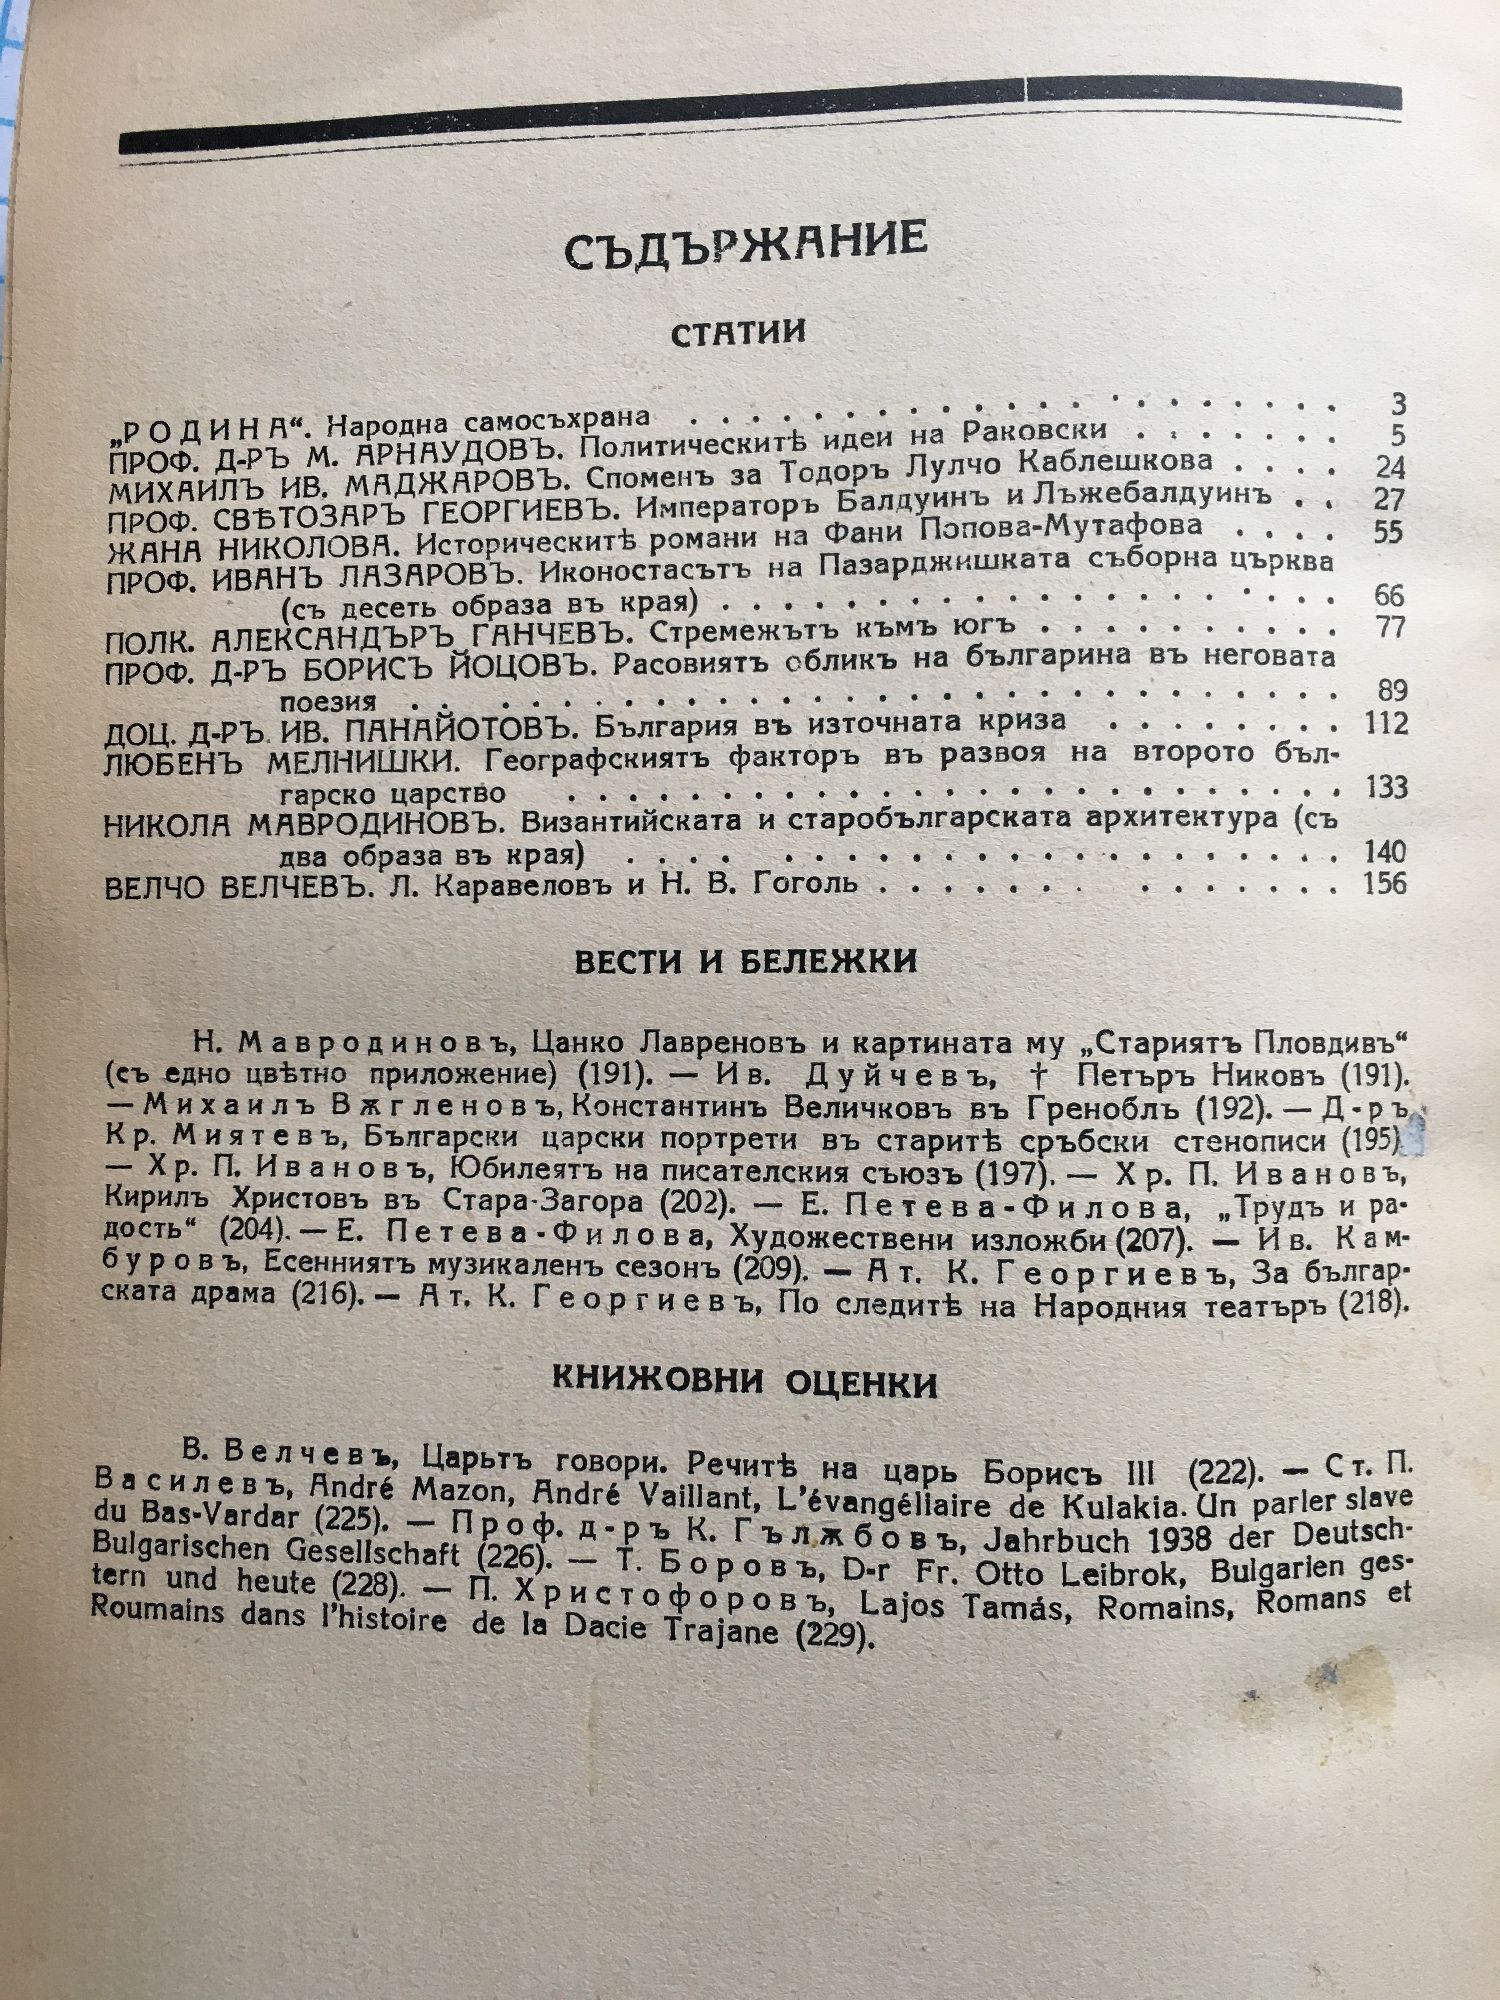 СЪДЪРЖАНИЕ
СТАТИИ
„РОДИНА“. Народна самосъхрана . . . . . . . . . . . . . . . . . . . . 3
ПРОФ. Д-РЪ М. АРНАУДОВЪ. Политическитѣ идеи на Раковски . . . . . . 5
МИХАИЛЪ ИВ. МАДЖАРОВЪ. Споменъ за Тодоръ Лулчо Каблешкова . . . . 24
ПРОФ. СВѢТОЗАРЪ ГЕОРГИЕВЪ. Императоръ Балдуинъ и Лъжебалдуинъ . . 27
ЖАНА НИКОЛОВА. Историческитѣ романи на Фани Попова-Мутафова . . . . 55
ПРОФ. ИВАНЪ ЛАЗАРОВЪ. Иконостасътъ на Пазарджишката съборна църква
(съ десеть образа въ края) . . . . . . . . . . . . . . . . . . . . 66
ПОЛК. АЛЕКСАНДЪРЪ ГАНЧЕВЪ. Стремежътъ къмъ югъ . . . . . . . . . . 77
ПРОФ. Д-РЪ БОРИСЪ ЙОЦОВЪ. Расовиятъ обликъ на българина въ неговата
поезия . . . . . . . . . . . . . . . . . . . . . . . . . . 89
ДОЦ. Д-РЪ ИВ. ПАНАЙОТОВЪ. България въ източната криза . . . . . . . . 112
ЛЮБЕНЪ МЕЛНИШКИ. Географскиятъ факторъ въ развоя на второто бъл-
гарско царство . . . . . . . . . . . . . . . . . . . . . . 133
НИКОЛА МАВРОДИНОВЪ. Византийската и старобългарската архитектура (съ
два образа въ края) . . . . . . . . . . . . . . . . . . . . . 140
ВЕЛЧО ВЕЛЧЕВЪ. Л. Каравеловъ и Н. В. Гоголь . . . . . . . . . . . . . . 156
ВЕСТИ И БЕЛЕЖКИ
Н. Мавродиновъ, Цанко Лавреновъ и картината му „Стариятъ Пловдивъ“
(съ едно цвѣтно приложение) (191). — Ив. Дуйчевъ, † Петъръ Никовъ (191).
— Михаилъ Вѫгленовъ, Константинъ Величковъ въ Греноблъ (192). — Д-ръ
Кр. Миятевъ, Български царски портрети въ старитѣ сръбски стенописи (195)
— Хр. П. Ивановъ, Юбилеятъ на писателския съюзъ (197). — Хр. П. Ивановъ,
Кирилъ Христовъ въ Стара-Загора (202). — Е. Петева-Филова, „Трудъ и ра-
дость“ (204). — Е. Петева-Филова, Художествени изложби (207). — Ив. Кам-
буровъ, Есенниятъ музикаленъ сезонъ (209). — Ат. К. Георгиевъ, За българ-
ската драма (216). — Ат. К. Георгиевъ, По следитѣ на Народния театъръ (218).
КНИЖОВНИ ОЦЕНКИ
В. Велчевъ, Царьтъ говори. Речитѣ на царь Борисъ III (222). — Ст. П.
Василевъ, André Mazon, André Vaillant, L'évangéliaire de Kulakia. Un parler slave
du Bas-Vardar (225). — Проф. д-ръ К. Гълѫбовъ, Jahrbuch 1938 der Deutsch-
Bulgarischen Gesellschaft (226). — Т. Боровъ, D-r Fr. Otto Leibrok, Bulgarien ges-
tern und heute (228). — П. Христофоровъ, Lajos Tamás, Romains, Romans et
Roumains dans l'histoire de la Dacie Trajane (229).